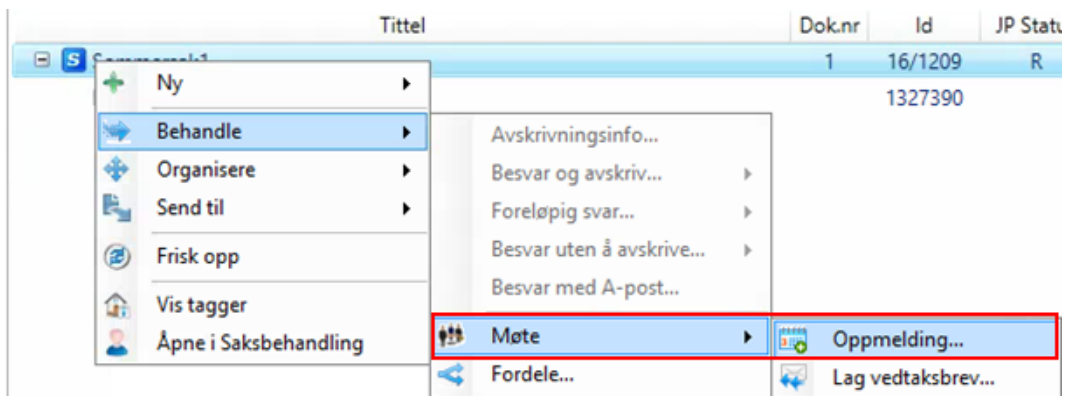 Tittel Dok.nr Id JP Statu
S 1 16/1209 R
Ny 1327390
Behandle Avskrivningsinfo...
Organisere Besvar og avskriv...
Send til Foreløpig svar...
Frisk opp Besvar uten å avskrive...
Vis tagger Besvar med A-post...
Åpne i Saksbehandling Møte Oppmelding...
Fordele... Lag vedtaksbrev...